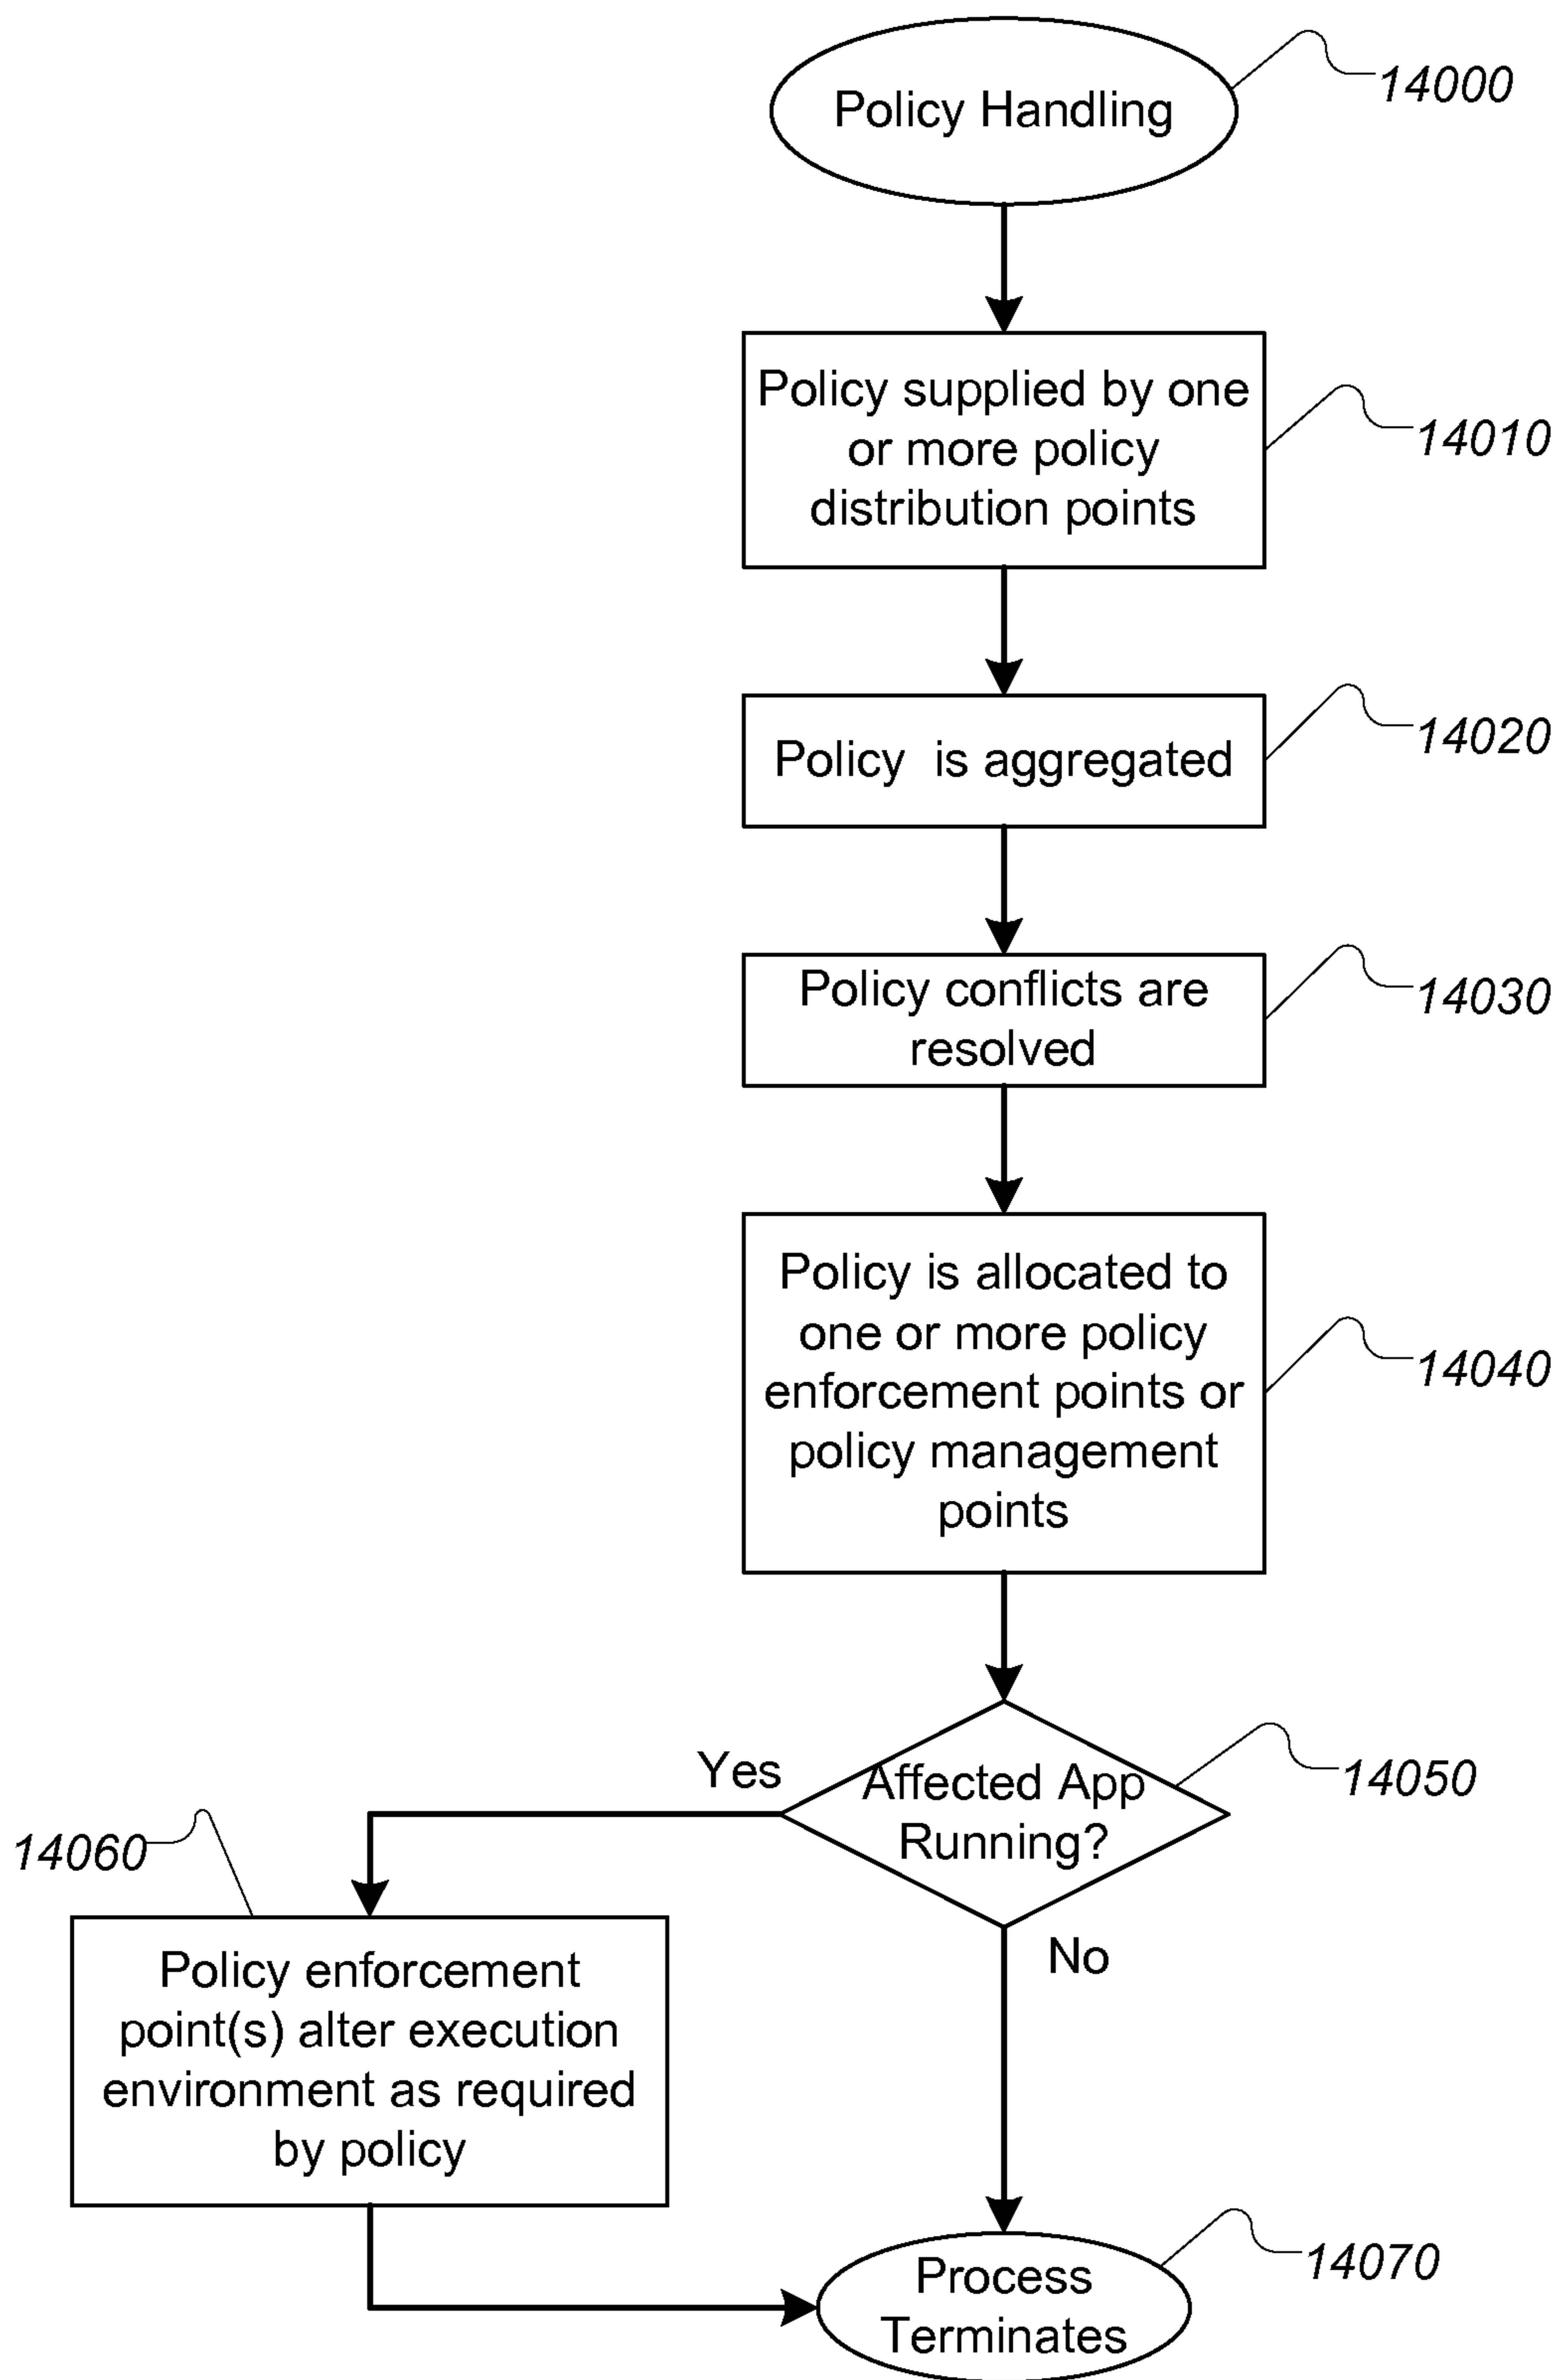 Policy Handling
14000
Policy supplied by one
or more policy
distribution points
14010
Policy is aggregated
14020
Policy conflicts are
resolved
14030
Policy is allocated to
one or more policy
enforcement points or
policy management
points
14040
Affected App
Running?
14050
Yes
No
14060
Policy enforcement
point(s) alter execution
environment as required
by policy
Process
Terminates
14070